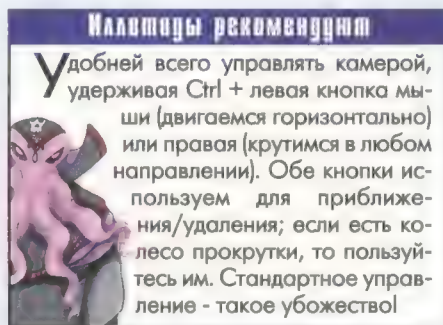 Иллитиды рекомендуют
Удобней всего управлять камерой,
удерживая Ctrl + левая кнопка мы-
ши (двигаемся горизонтально)
или правая (крутимся в любом
направлении). Обе кнопки ис-
пользуем для приближе-
ния/удаления; если есть ко-
лесо прокрутки, то пользуй-
тесь им. Стандартное управ-
ление - такое убожество!